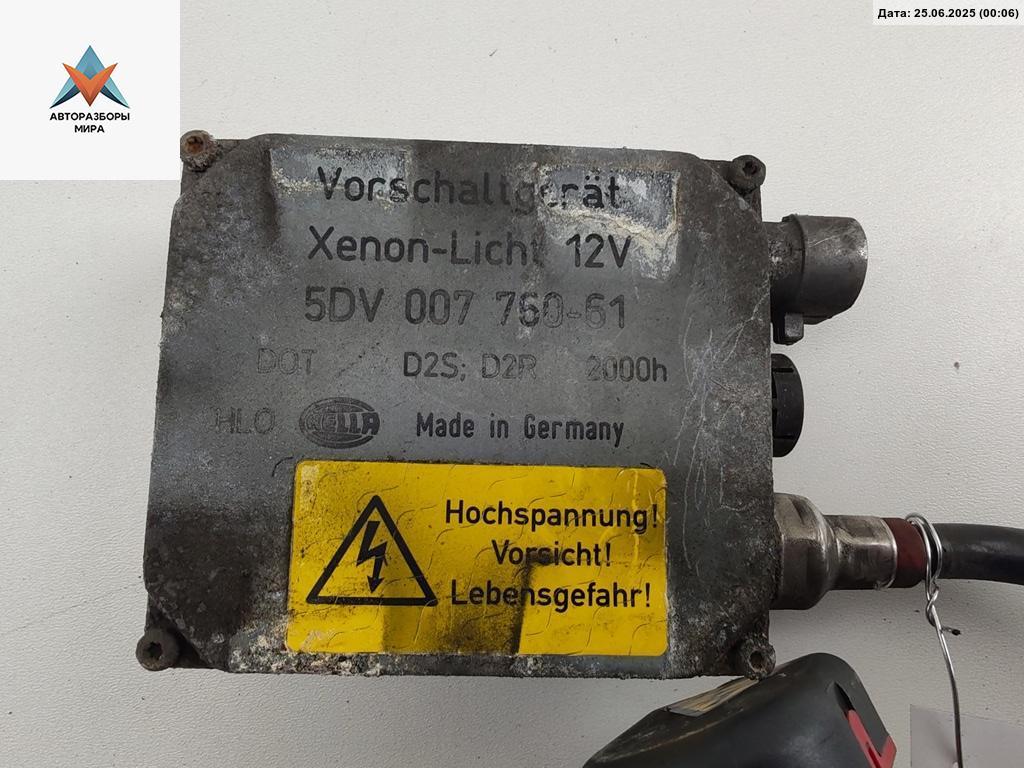 Дата: 25.06.2025 (00:06)
АВТОРАЗБОРЫ
МИРА
Vorschaltgerät
Xenon-Licht 12V
5DV 007 760-61
DOT D2S; D2R 2000h
HLO HELLA Made in Germany
Hochspannung!
Vorsicht!
Lebensgefahr!